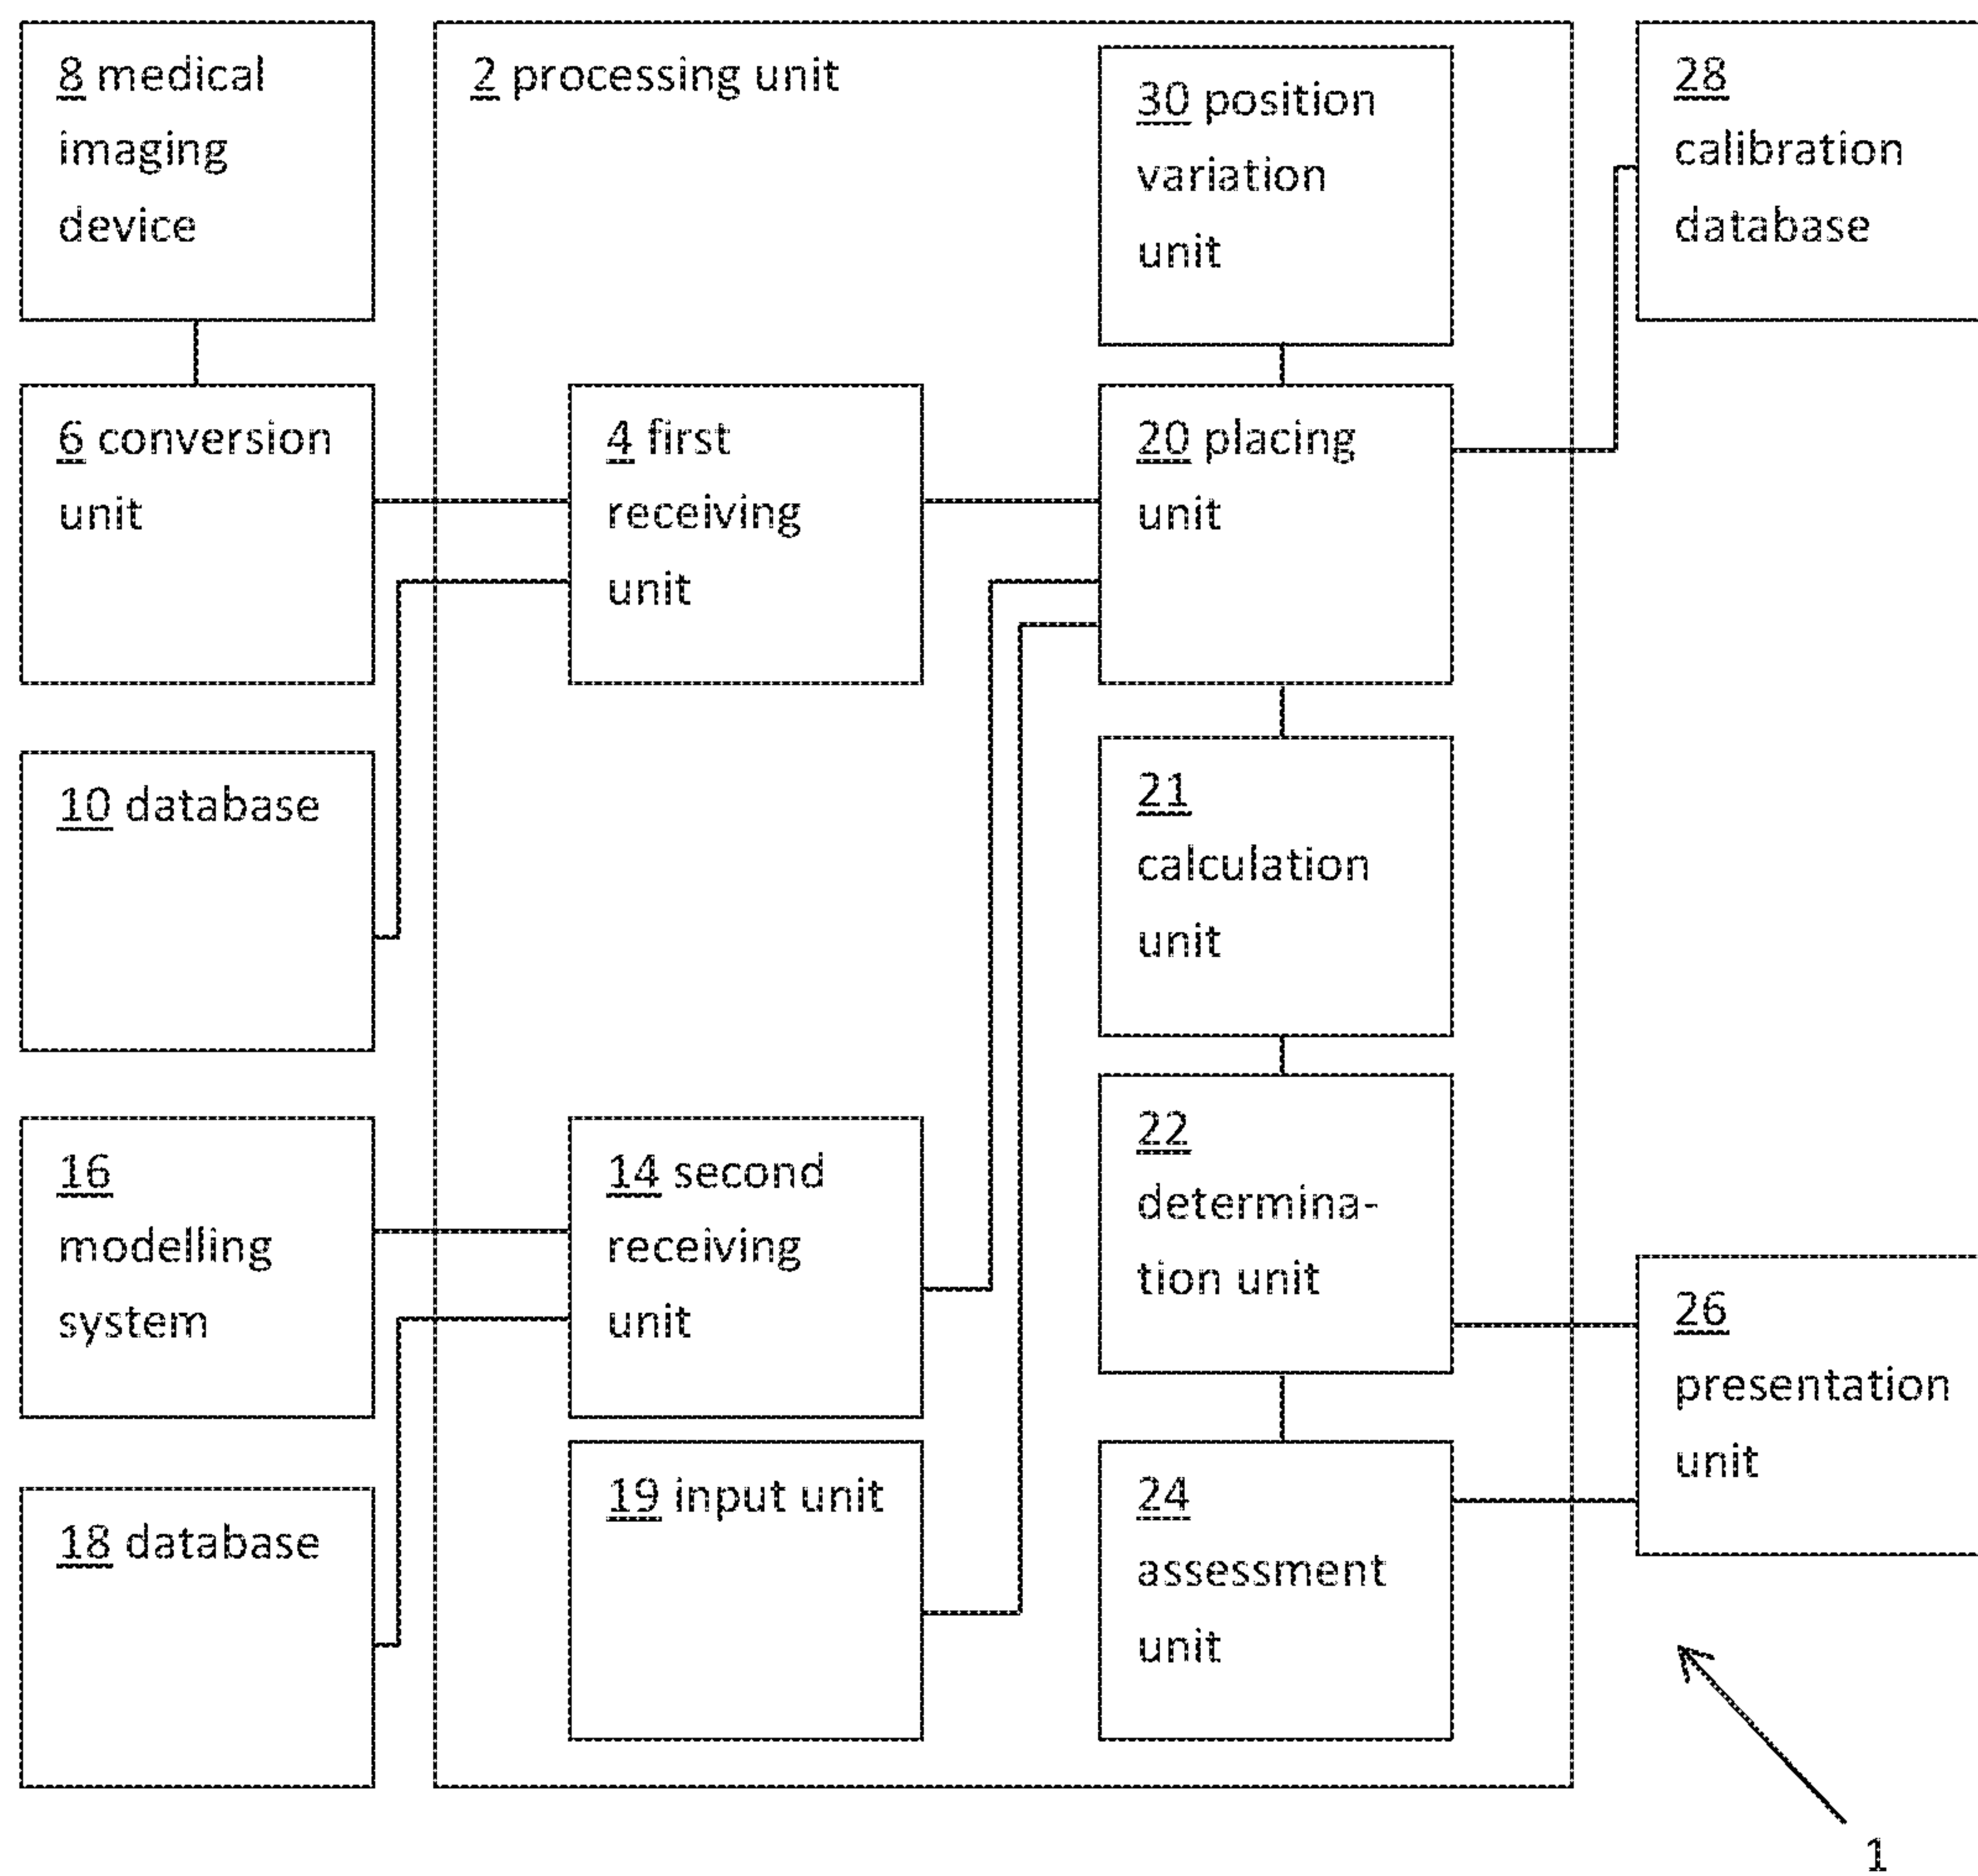 8 medical
imaging
device
2 processing unit
30 position
variation
unit
28
calibration
database
6 conversion
unit
4 first
receiving
unit
20 placing
unit
10 database
21
calculation
unit
16
modelling
system
14 second
receiving
unit
22
determina-
tion unit
26
presentation
unit
18 database
19 input unit
24
assessment
unit
1